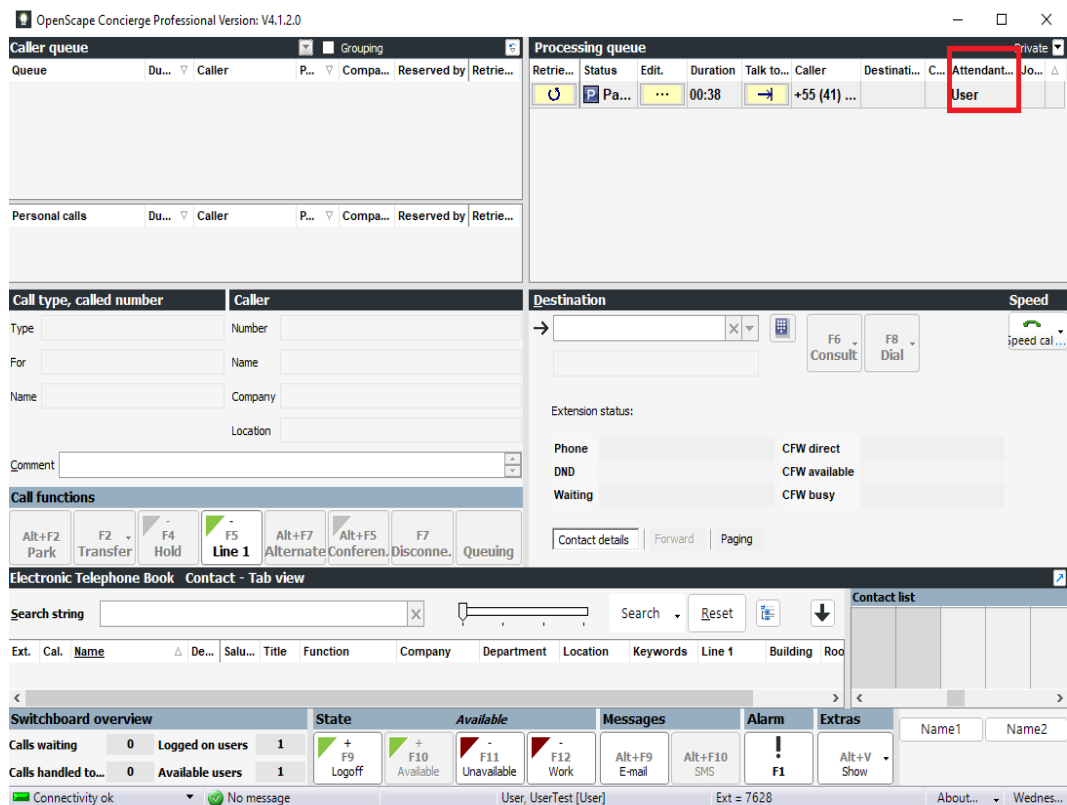 OpenScape Concierge Professional Version: V4.1.2.0
Caller queue Grouping
Queue Du... Caller P... Compa... Reserved by Retrie...
Personal calls Du... Caller P... Compa... Reserved by Retrie...
Processing queue Private
Retrie... Status Edit. Duration Talk to... Caller Destinati... C... Attendant... Jo...
P Pa... ... 00:38 +55 (41) ... User
Call type, called number Caller
Type Number
For Name
Name Company
Location
Comment
Call functions
Alt+F2 Park
F2 Transfer
- F4 Hold
- F5 Line 1
Alt+F7 Alternate
- Alt+F5 Conferen.
F7 Disconne.
Queuing
Destination Speed
F6 Consult
F8 Dial
Speed cal...
Extension status:
Phone CFW direct
DND CFW available
Waiting CFW busy
Contact details Forward Paging
Electronic Telephone Book Contact - Tab view
Search string Search Reset
Contact list
Ext. Cal. Name De... Salu... Title Function Company Department Location Keywords Line 1 Building Roo
Switchboard overview State Available Messages Alarm Extras
Calls waiting 0 Logged on users 1
Calls handled to... 0 Available users 1
+ F9 Logoff
+ F10 Available
- F11 Unavailable
- F12 Work
Alt+F9 E-mail
Alt+F10 SMS
! F1
Alt+V Show
Name1 Name2
Connectivity ok No message User, UserTest [User] Ext = 7628 About... Wednes...